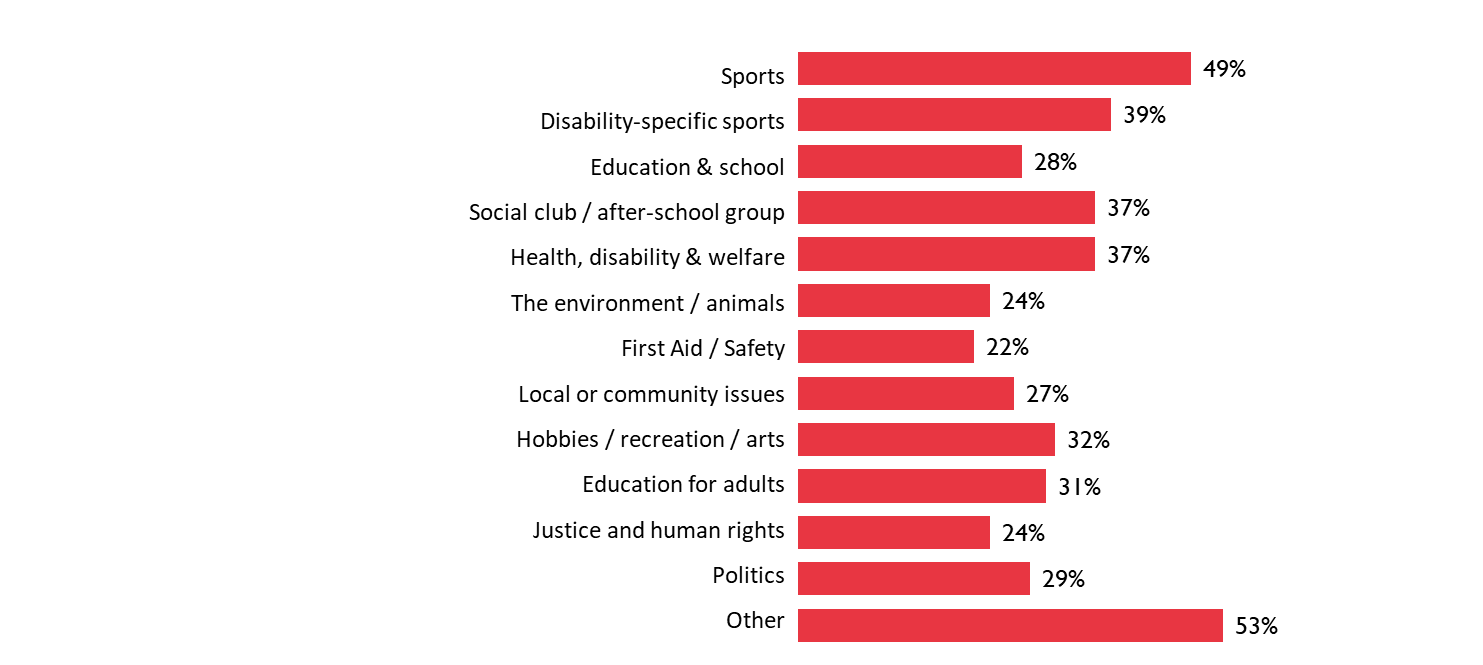 Sports 49%
Disability-specific sports 39%
Education & school 28%
Social club / after-school group 37%
Health, disability & welfare 37%
The environment / animals 24%
First Aid / Safety 22%
Local or community issues 27%
Hobbies / recreation / arts 32%
Education for adults 31%
Justice and human rights 24%
Politics 29%
Other 53%